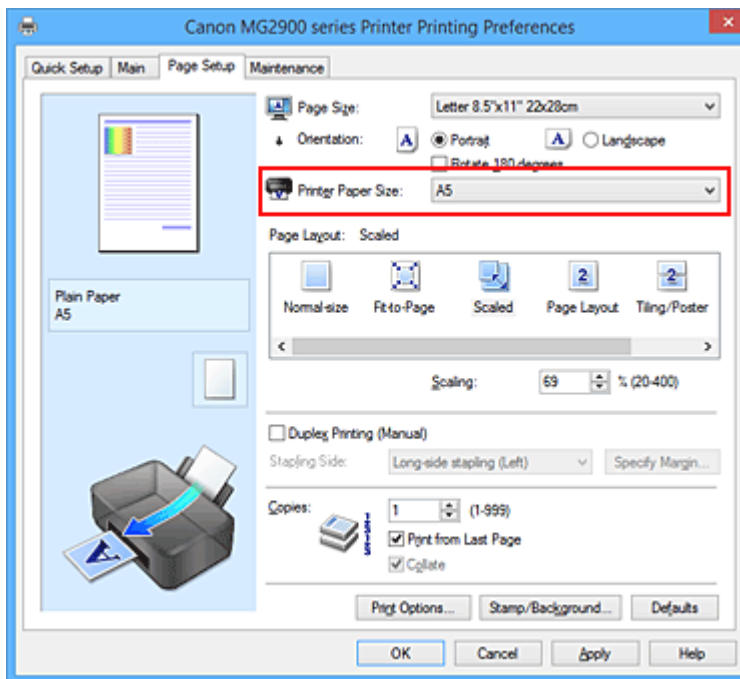 Canon MG2900 series Printer Printing Preferences
Quick Setup Main Page Setup Maintenance
Page Size: Letter 8.5"x11" 22x28cm
Orientation: A Portrait A Landscape
Rotate 180 degrees
Printer Paper Size: A5
Page Layout: Scaled
Normal-size Fit-to-Page Scaled Page Layout Tiling/Poster
Plain Paper
A5
Scaling: 69 % (20-400)
Duplex Printing (Manual)
Stapling Side: Long-side stapling (Left) Specify Margin...
Copies: 1 (1-999)
Print from Last Page
Collate
Print Options... Stamp/Background... Defaults
OK Cancel Apply Help